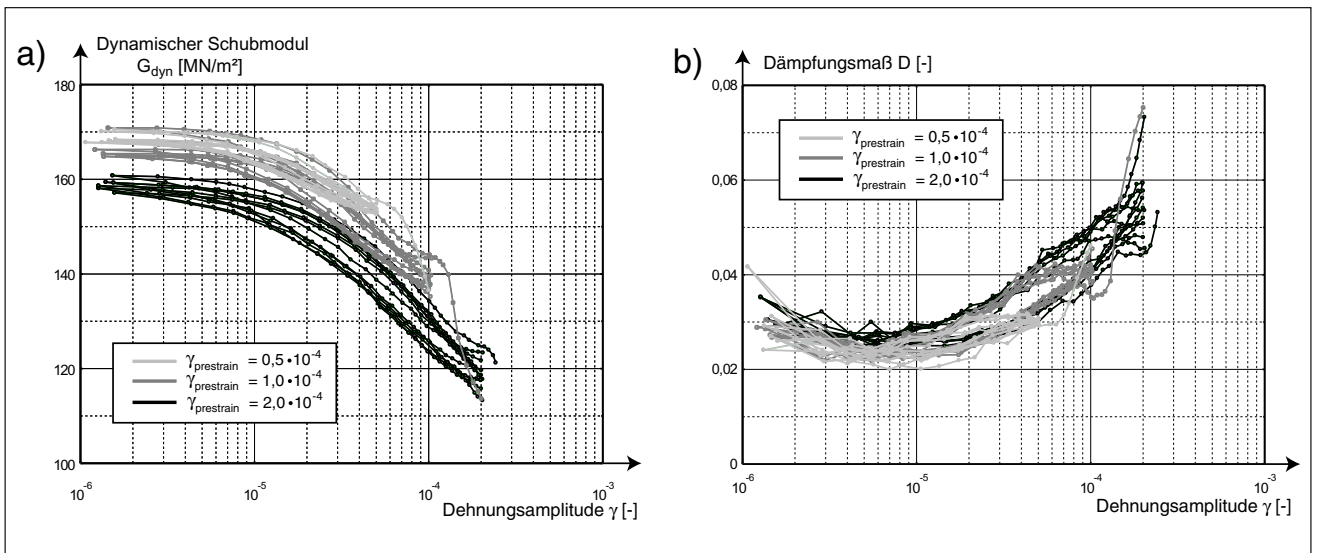 a)
Dynamischer Schubmodul
G_dyn [MN/m²]
180
160
140
120
100
γ_prestrain = 0,5•10⁻⁴
γ_prestrain = 1,0•10⁻⁴
γ_prestrain = 2,0•10⁻⁴
10⁻⁶
10⁻⁵
10⁻⁴
10⁻³
Dehnungsamplitude γ [-]
b)
Dämpfungsmaß D [-]
0,08
0,06
0,04
0,02
0
γ_prestrain = 0,5•10⁻⁴
γ_prestrain = 1,0•10⁻⁴
γ_prestrain = 2,0•10⁻⁴
10⁻⁶
10⁻⁵
10⁻⁴
10⁻³
Dehnungsamplitude γ [-]